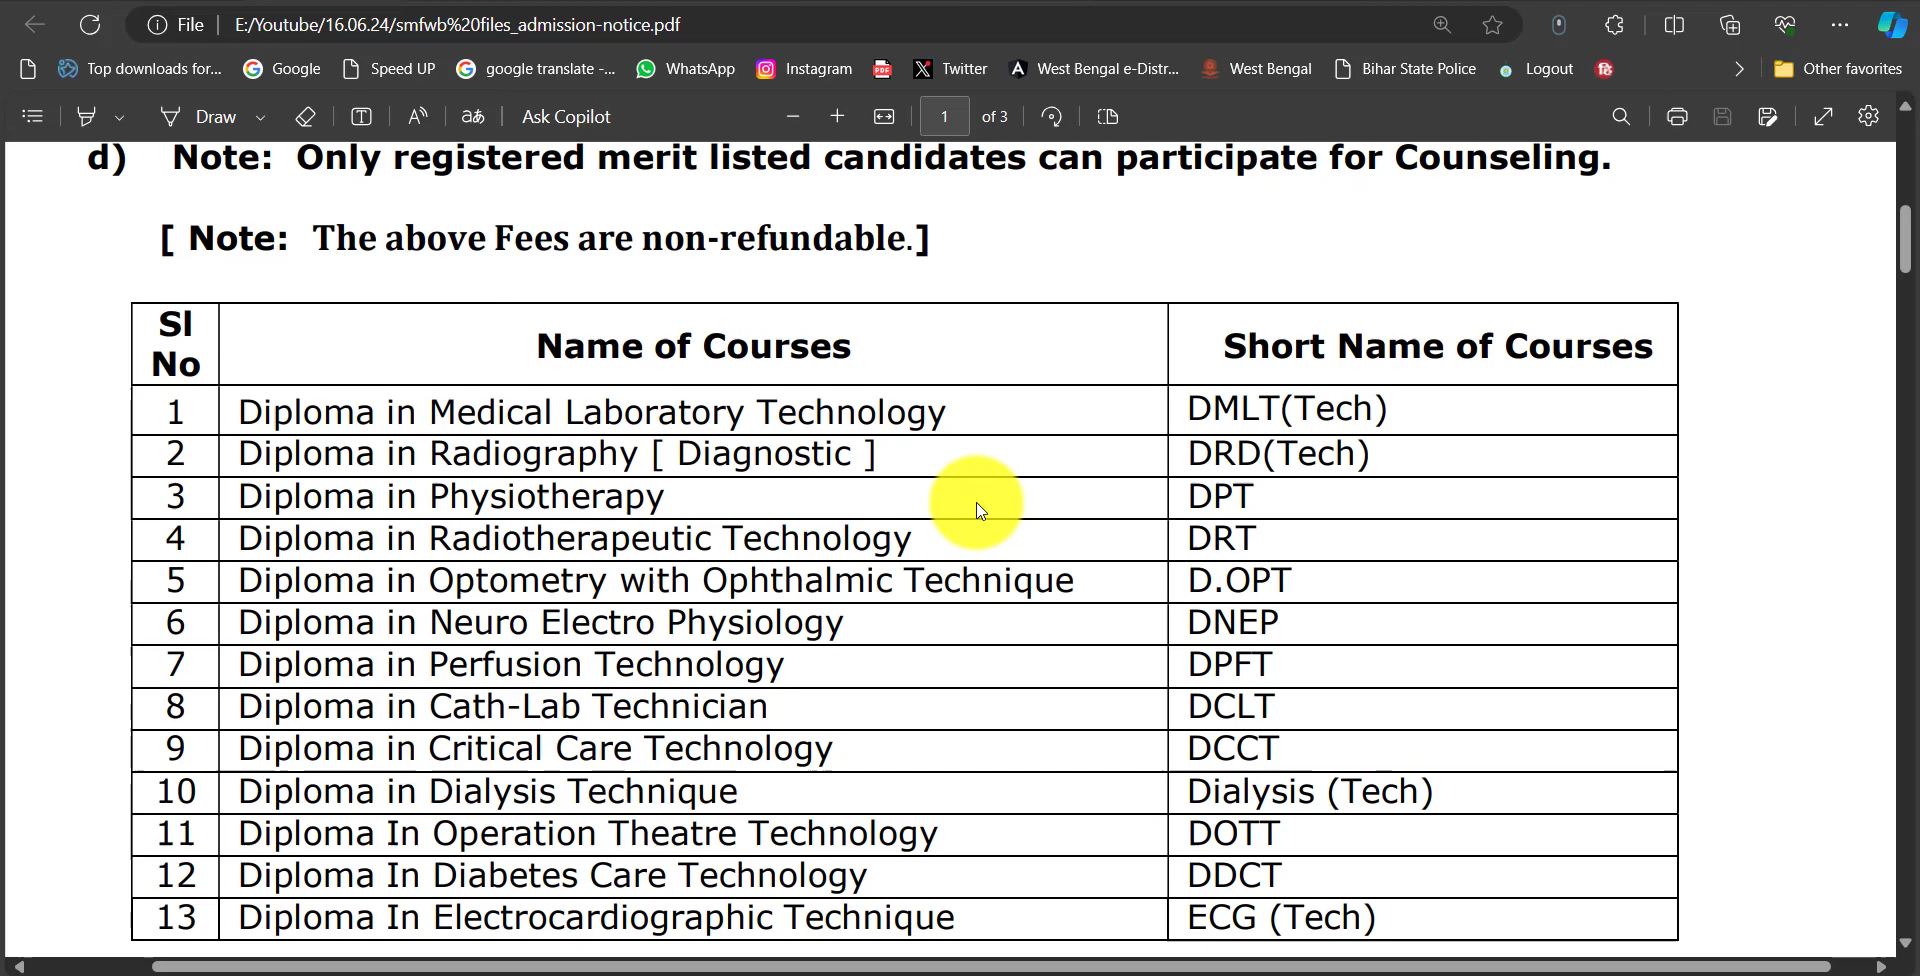 File E:/Youtube/16.06.24/smfwb%20files_admission-notice.pdf
Top downloads for... Google Speed UP google translate -... WhatsApp Instagram PDF Twitter West Bengal e-Distr... West Bengal Bihar State Police Logout Other favorites
Draw T aあ Ask Copilot 1 of 3
d) Note: Only registered merit listed candidates can participate for Counseling.
[ Note: The above Fees are non-refundable.]
Sl No Name of Courses Short Name of Courses
1 Diploma in Medical Laboratory Technology DMLT(Tech)
2 Diploma in Radiography [ Diagnostic ] DRD(Tech)
3 Diploma in Physiotherapy DPT
4 Diploma in Radiotherapeutic Technology DRT
5 Diploma in Optometry with Ophthalmic Technique D.OPT
6 Diploma in Neuro Electro Physiology DNEP
7 Diploma in Perfusion Technology DPFT
8 Diploma in Cath-Lab Technician DCLT
9 Diploma in Critical Care Technology DCCT
10 Diploma in Dialysis Technique Dialysis (Tech)
11 Diploma In Operation Theatre Technology DOTT
12 Diploma In Diabetes Care Technology DDCT
13 Diploma In Electrocardiographic Technique ECG (Tech)